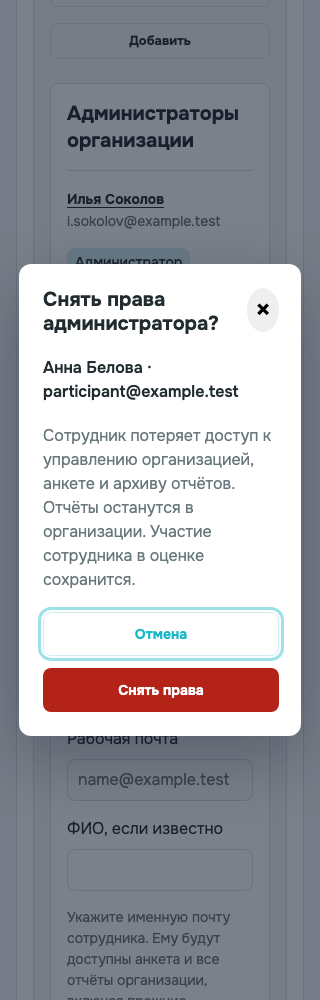 Добавить
Администраторы
организации
Илья Соколов
i.sokolov@example.test
Администратор
Снять права
администратора?
Анна Белова ·
participant@example.test
Сотрудник потеряет доступ к
управлению организацией,
анкете и архиву отчётов.
Отчёты останутся в
организации. Участие
сотрудника в оценке
сохранится.
Отмена
Снять права
Рабочая почта
name@example.test
ФИО, если известно
Укажите именную почту
сотрудника. Ему будут
доступны анкета и все
отчёты организации,
включая прежние